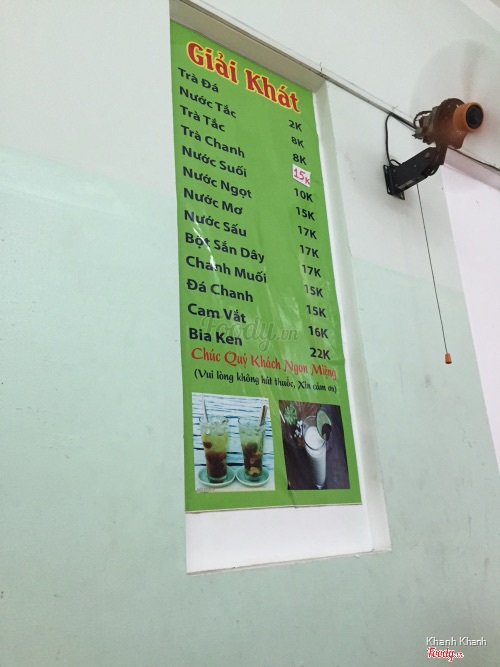 Giải Khát
Trà Đá 2K
Nước Tắc 8K
Trà Tắc 8K
Trà Chanh 15K
Nước Suối 10K
Nước Ngọt 15K
Nước Mơ 17K
Nước Sấu 17K
Bột Sắn Dây 17K
Chanh Muối 15K
Đá Chanh 15K
Cam Vắt 16K
Bia Ken 22K
Chúc Quý Khách Ngon Miệng
(Vui lòng không hút thuốc, Xin cảm ơn)
Foody.vn
Khanh Khanh
Foody.vn